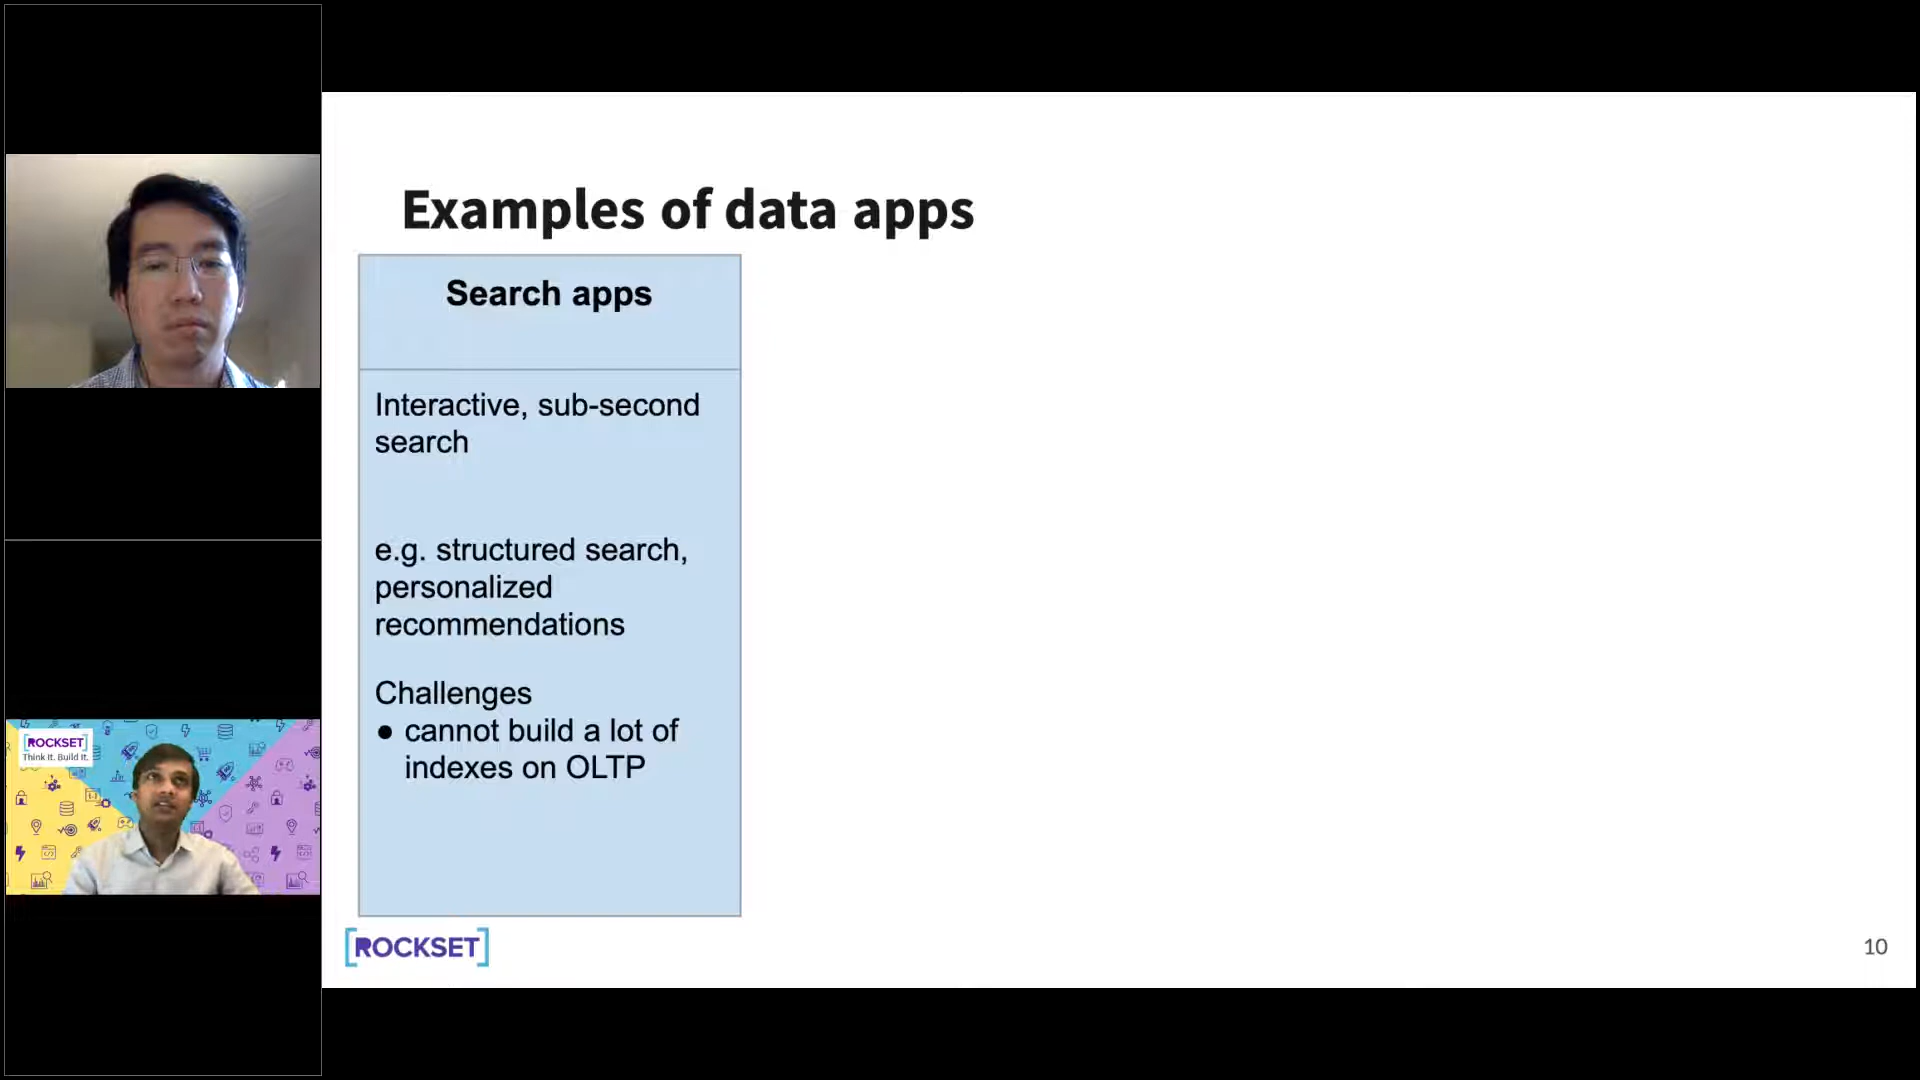 Examples of data apps
Search apps
Interactive, sub-second
search
e.g. structured search,
personalized
recommendations
Challenges
● cannot build a lot of
indexes on OLTP
[ROCKSET]
10
[ROCKSET]
Think It. Build It.